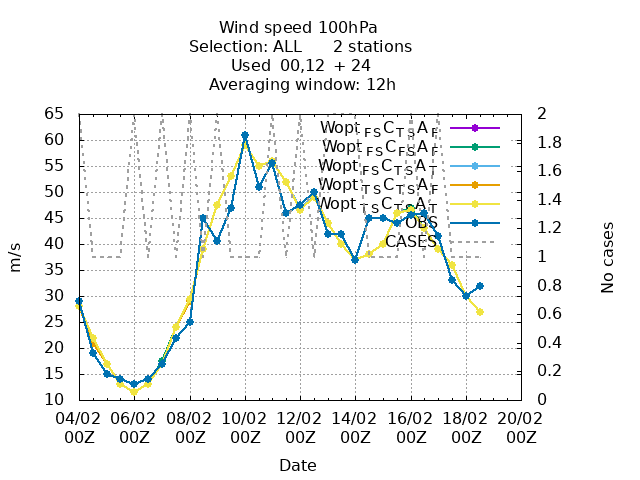 Wind speed 100hPa
Selection: ALL 2 stations
Used 00,12 + 24
Averaging window: 12h
65 2
60 1.8
55 1.6
50 1.4
45 1.2
40 1
35 0.8
30 0.6
25 0.4
20 0.2
15 0
10
Wopt FS C TS A F
Wopt FS C FS A F
Wopt FS C TS A T
Wopt TS C TS A F
Wopt TS C TS A T
OBS
CASES
m/s
No cases
04/02 06/02 08/02 10/02 12/02 14/02 16/02 18/02 20/02
00Z 00Z 00Z 00Z 00Z 00Z 00Z 00Z 00Z
Date